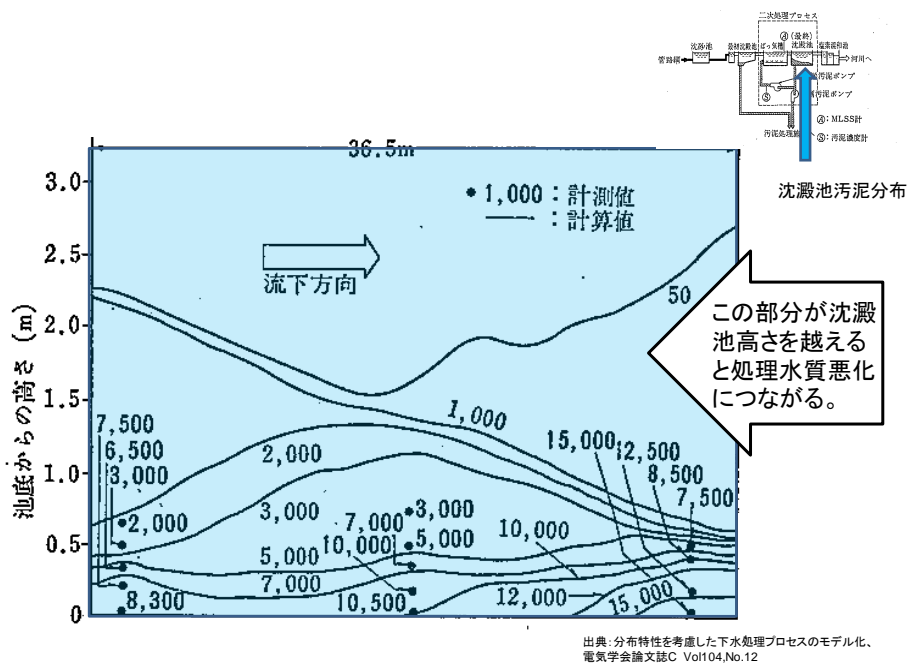 二次処理プロセス
Ⓐ(最終)
沈砂池
最初沈殿池
ばっ気槽
沈殿池
塩素混和池
管路網
河川へ
汚泥ポンプ
汚泥ポンプ
Ⓢ
汚泥処理施
Ⓐ:MLSS計
Ⓢ:汚泥濃度計
沈澱池汚泥分布
36.5m
3.0
2.5
2.0
1.5
1.0
0.5
0
池底からの高さ (m)
• 1,000:計測値
── :計算値
流下方向
50
この部分が沈澱
池高さを越える
と処理水質悪化
につながる。
1,000
7,500
6,500
3,000
2,000
2,000
3,000
5,000
7,000
8,300
7,000
3,000
10,000
5,000
10,500
15,000
12,500
8,500
7,500
10,000
12,000
15,000
出典:分布特性を考慮した下水処理プロセスのモデル化、
電気学会論文誌C Vol104,No.12